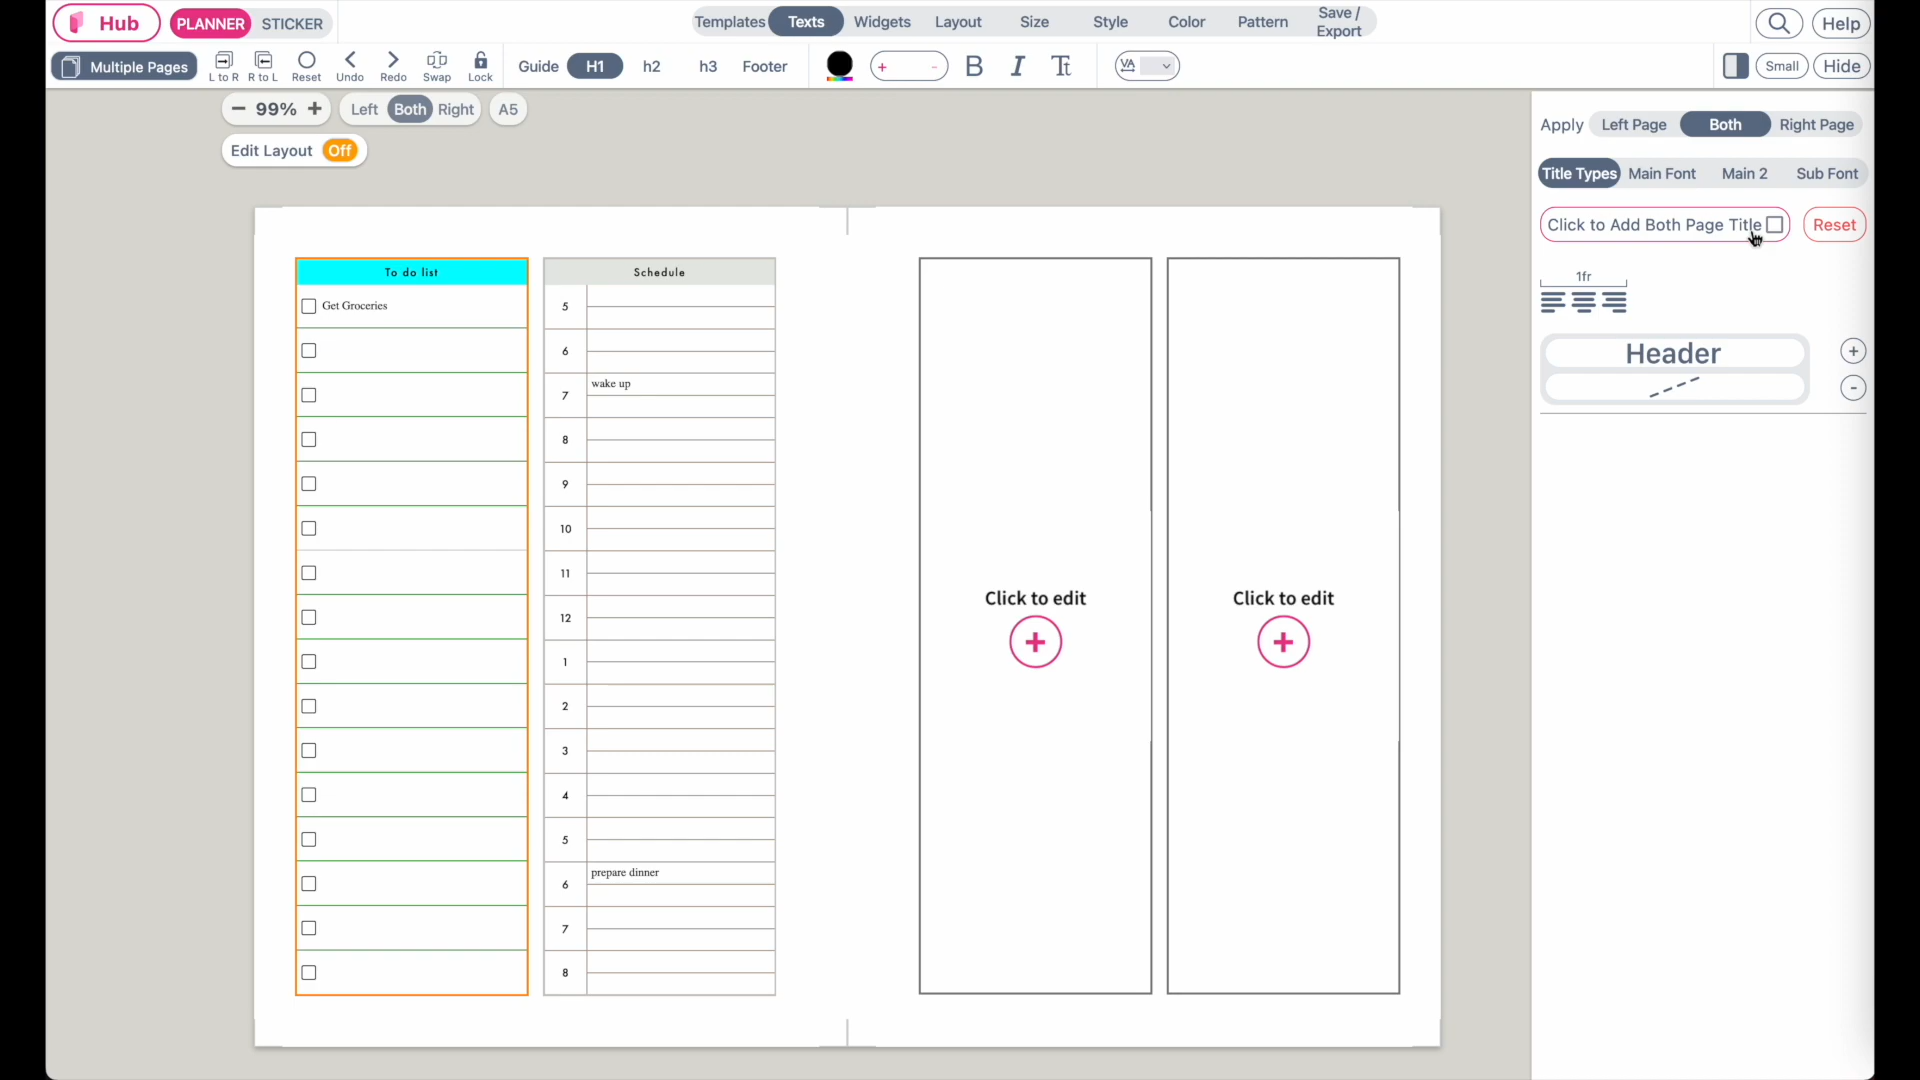 Hub PLANNER STICKER Templates Texts Widgets Layout Size Style Color Pattern Save / Export Help
Multiple Pages L to R R to L Reset Undo Redo Swap Lock Guide H1 h2 h3 Footer + - B I Tt VA Small Hide
− 99% + Left Both Right A5
Edit Layout Off
Apply Left Page Both Right Page
Title Types Main Font Main 2 Sub Font
Click to Add Both Page Title Reset
1fr
Header +
-
To do list
Get Groceries
Schedule
5
6
7 wake up
8
9
10
11
12
1
2
3
4
5
6 prepare dinner
7
8
Click to edit
+
Click to edit
+